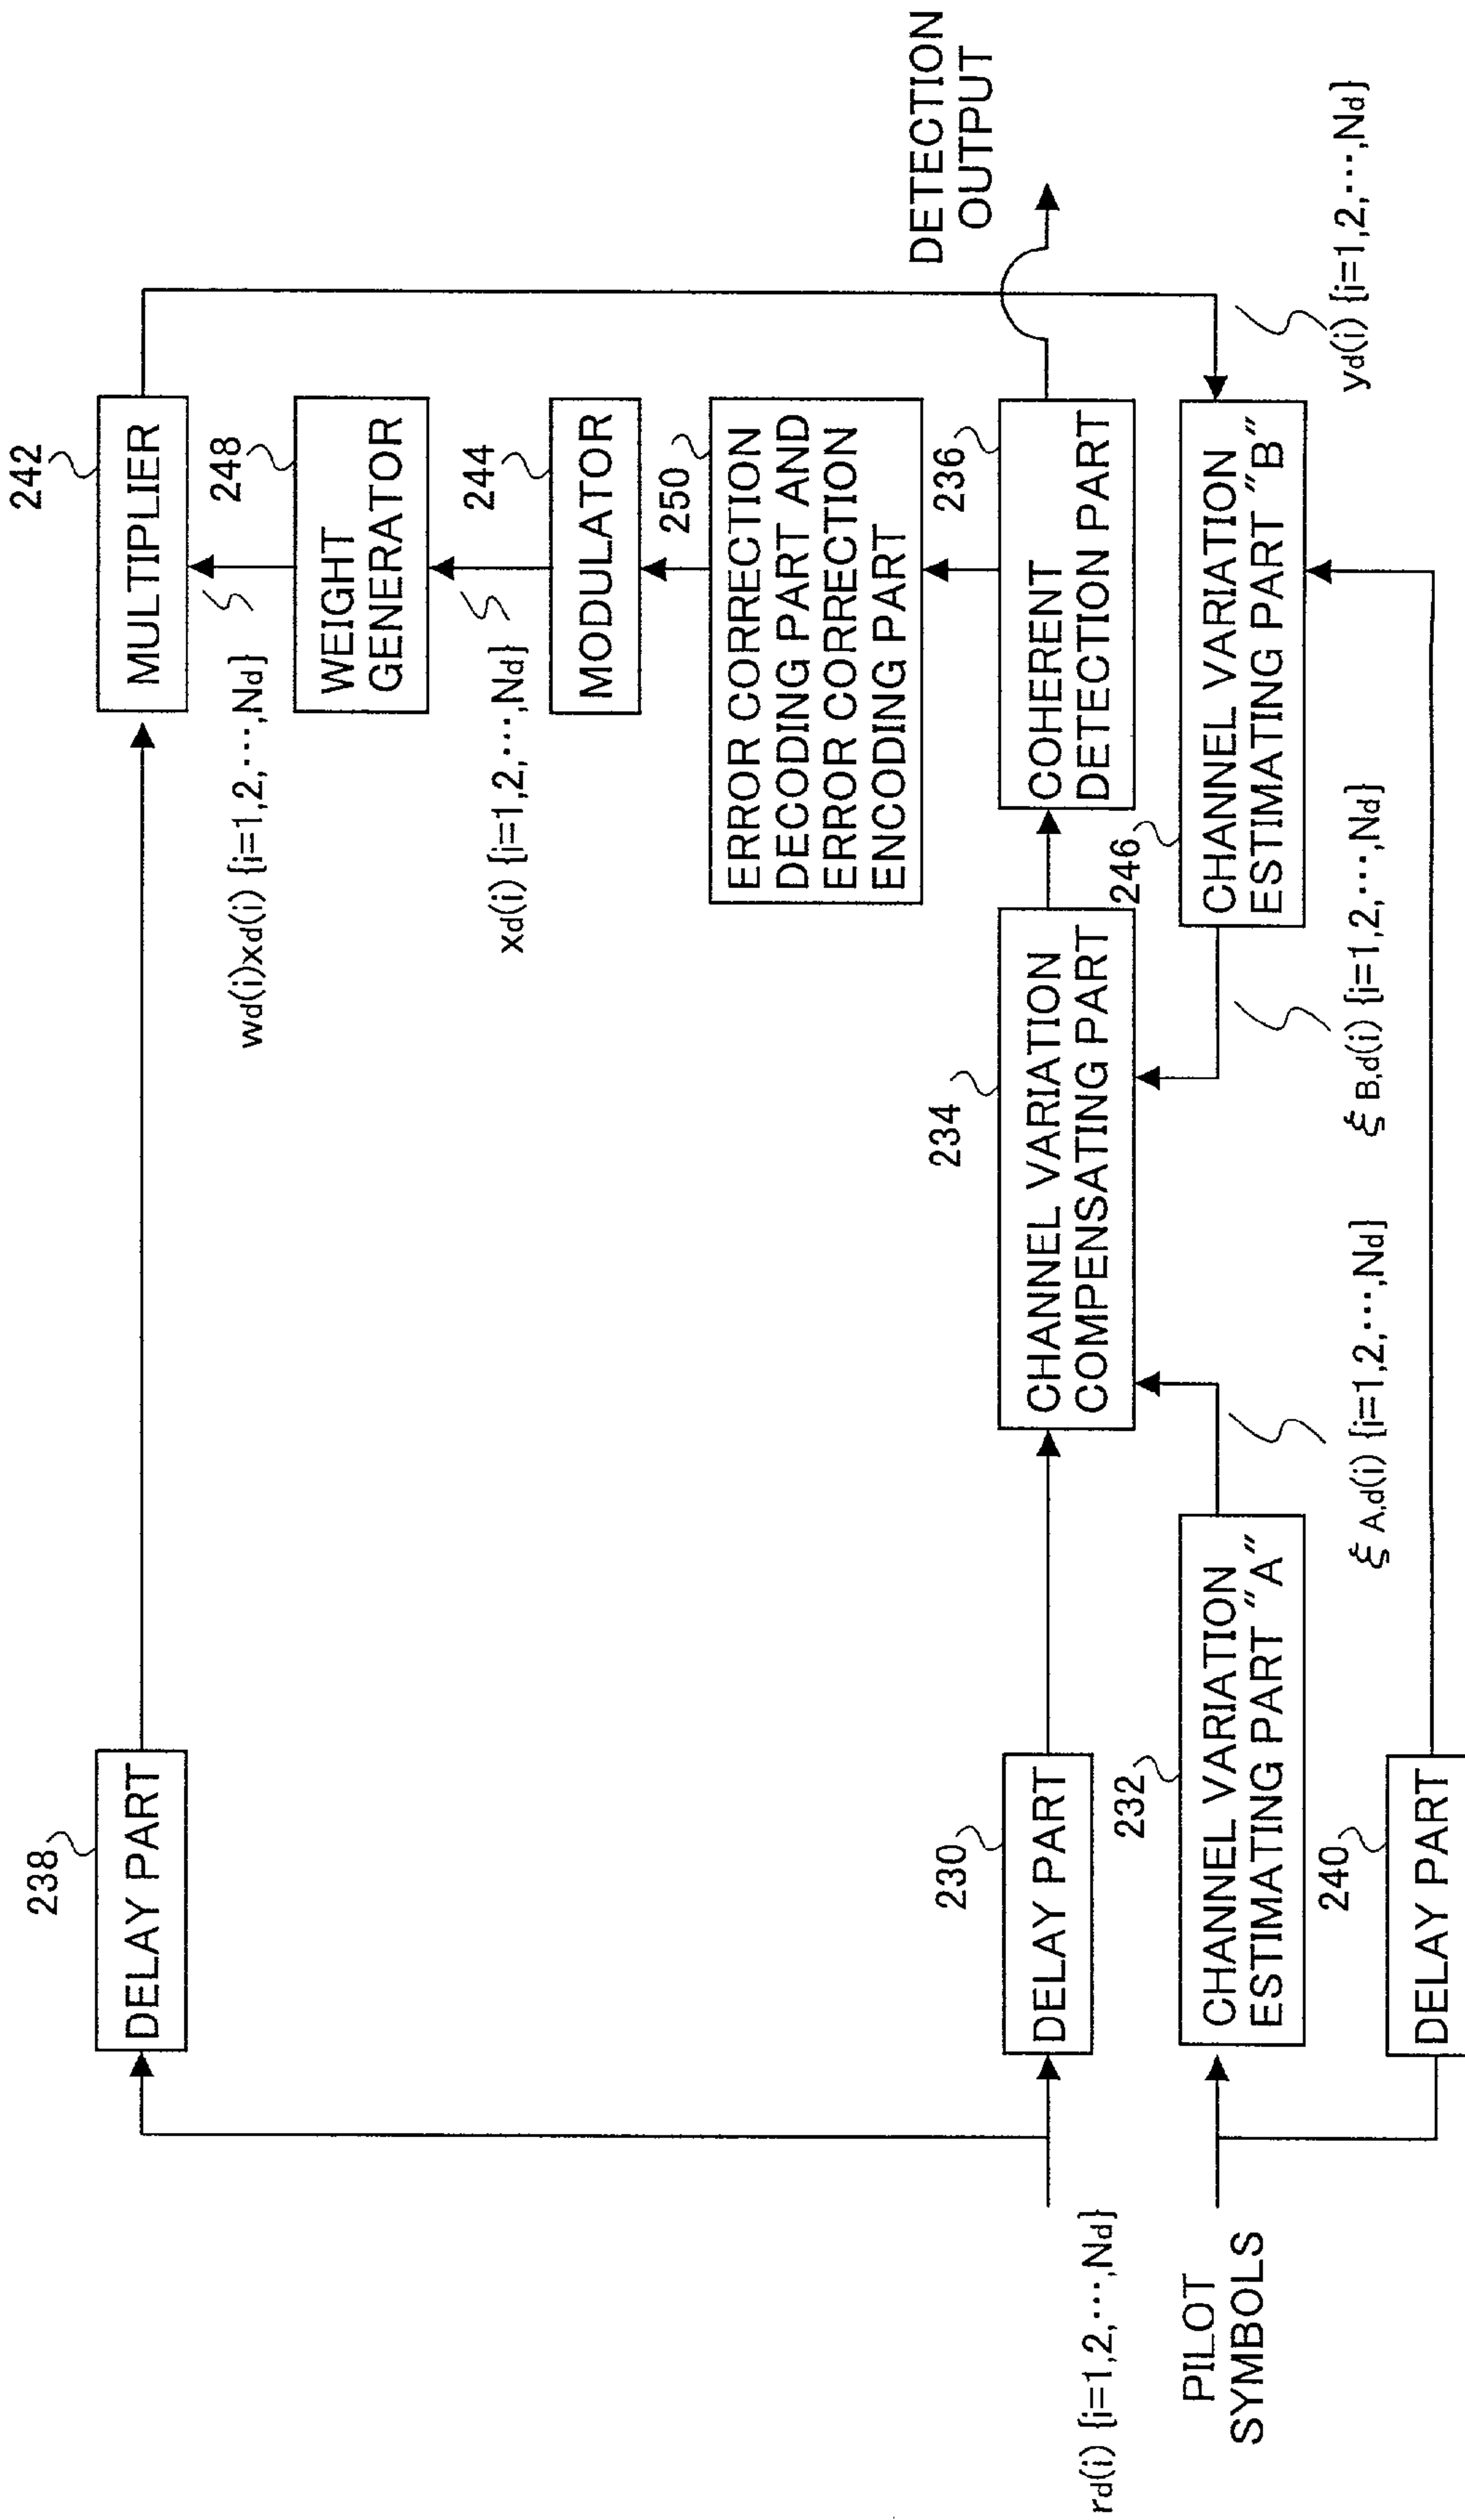 238
DELAY PART
242
MULTIPLIER
wd(i)xd(i) {i=1,2,···,Nd}
248
WEIGHT
GENERATOR
xd(i) {i=1,2,···,Nd}
244
MODULATOR
250
ERROR CORRECTION
DECODING PART AND
ERROR CORRECTION
ENCODING PART
DETECTION
OUTPUT
rd(i) {i=1,2,···,Nd}
230
DELAY PART
234
CHANNEL VARIATION
COMPENSATING PART
236
COHERENT
DETECTION PART
PILOT
SYMBOLS
232
CHANNEL VARIATION
ESTIMATING PART "A"
246
CHANNEL VARIATION
ESTIMATING PART "B"
yd(i) {i=1,2,···,Nd}
ξA,d(i) {i=1,2,···,Nd}
ξB,d(i) {i=1,2,···,Nd}
240
DELAY PART